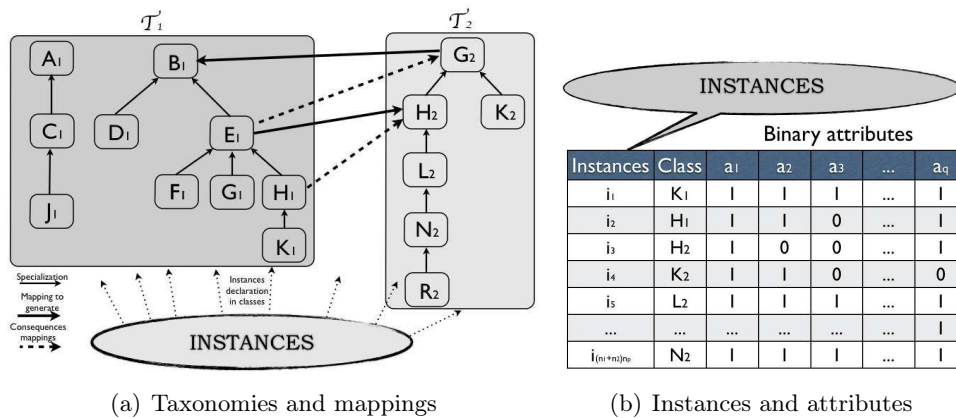 𝒯₁
𝒯₂
A₁
B₁
G₂
C₁
D₁
E₁
H₂
K₂
F₁
G₁
H₁
L₂
J₁
K₁
N₂
R₂
Specialization
Mapping to
generate
Consequences
mappings
Instances
declaration
in classes
INSTANCES
(a) Taxonomies and mappings
INSTANCES
Binary attributes
Instances Class a₁ a₂ a₃ ... a_q
i₁ K₁ 1 1 1 ... 1
i₂ H₁ 1 1 0 ... 1
i₃ H₂ 1 0 0 ... 1
i₄ K₂ 1 1 0 ... 0
i₅ L₂ 1 1 1 ... 1
... ... ... ... ... ... 1
i₍ₙ₁₊ₙ₂₎ₙₚ N₂ 1 1 1 ... 1
(b) Instances and attributes